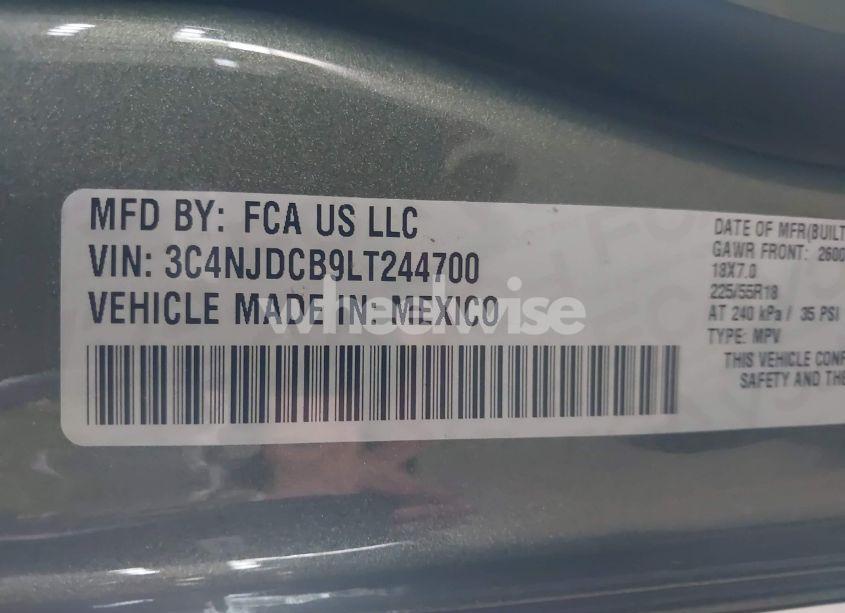 MFD BY: FCA US LLC
VIN: 3C4NJDCB9LT244700
VEHICLE MADE IN: MEXICO
wheelwise
DATE OF MFR(BUILT
GAWR FRONT: 2600
18X7.0
225/55R18
AT 240 kPa / 35 PSI
TYPE: MPV
THIS VEHICLE CONF
SAFETY AND THE